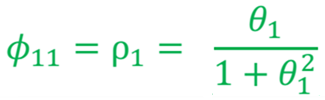 ϕ₁₁ = ρ₁ = θ₁ / (1 + θ₁²)